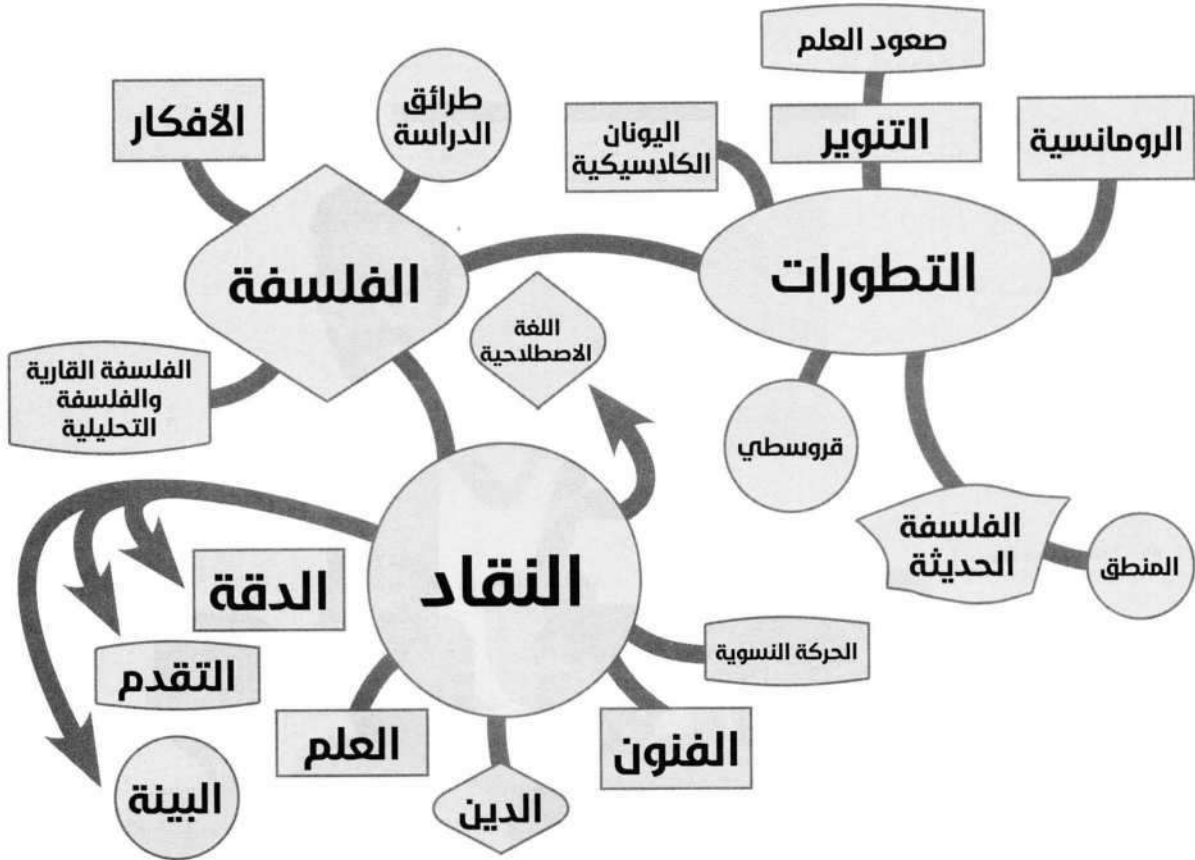 صعود العلم
الرومانسية
التنوير
اليونان
الكلاسيكية
طرائق
الدراسة
الأفكار
التطورات
الفلسفة
اللغة
الاصطلاحية
الفلسفة القارية
والفلسفة
التحليلية
قروسطي
الفلسفة
الحديثة
المنطق
النقاد
الدقة
الحركة النسوية
التقدم
العلم
الفنون
البينة
الدين